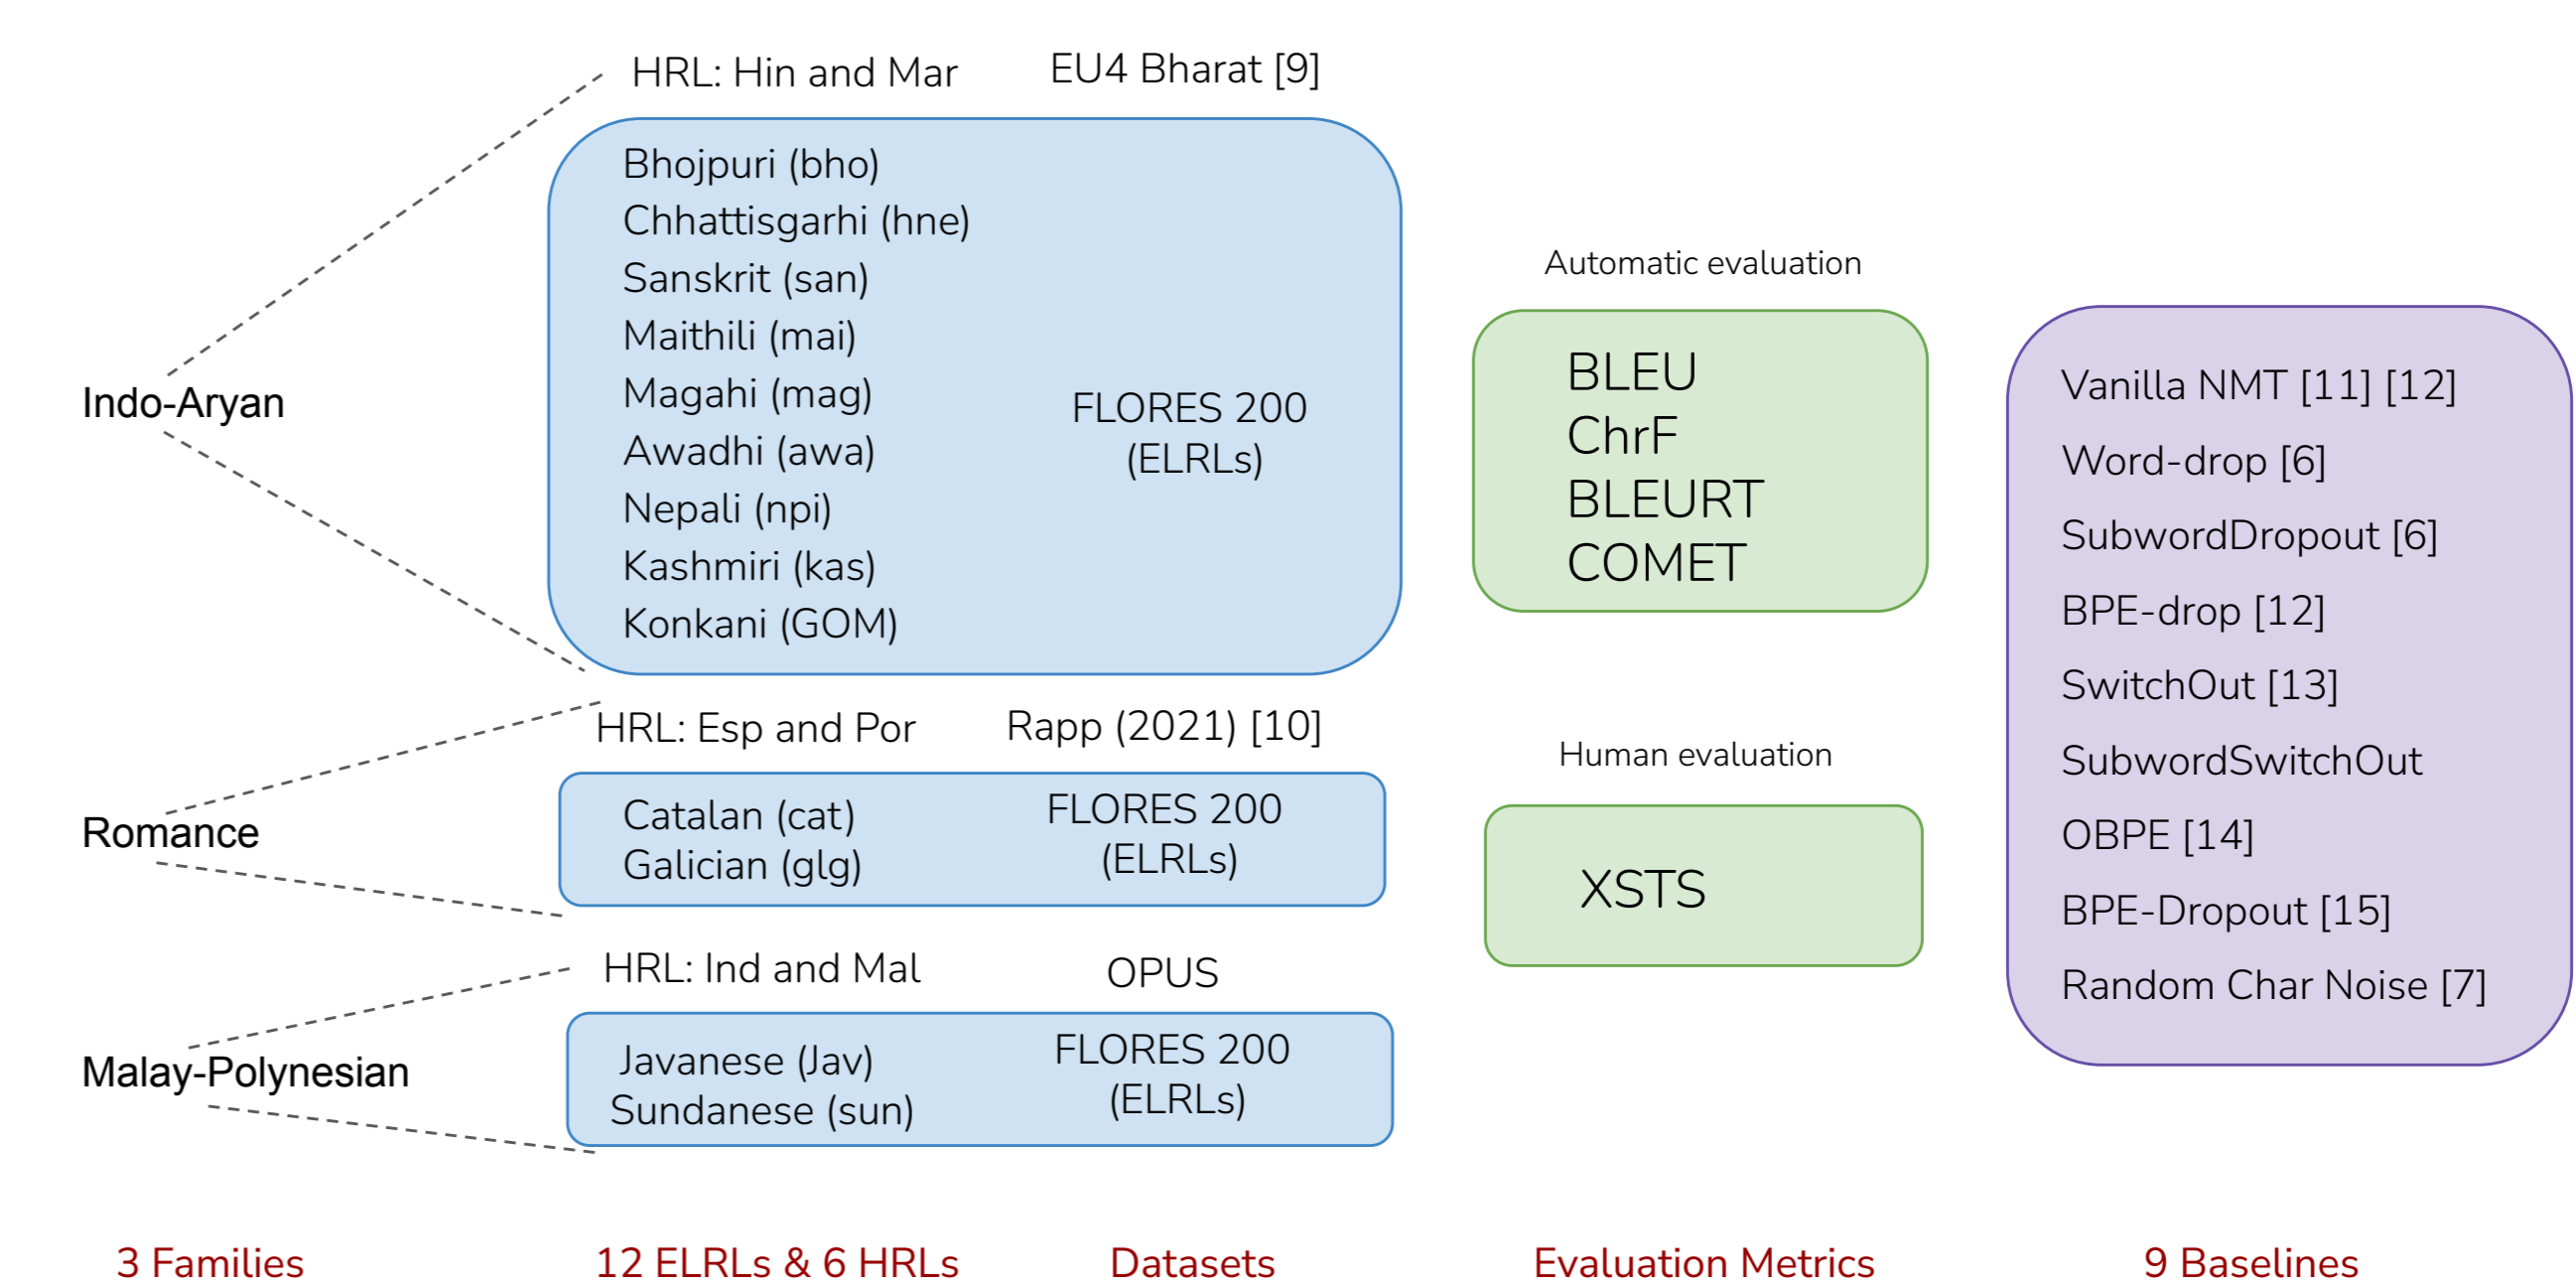 HRL: Hin and Mar
EU4 Bharat [9]
Indo-Aryan
Bhojpuri (bho)
Chhattisgarhi (hne)
Sanskrit (san)
Maithili (mai)
Magahi (mag)
Awadhi (awa)
Nepali (npi)
Kashmiri (kas)
Konkani (GOM)
FLORES 200
(ELRLs)
Romance
HRL: Esp and Por
Rapp (2021) [10]
Catalan (cat)
Galician (glg)
FLORES 200
(ELRLs)
Malay-Polynesian
HRL: Ind and Mal
OPUS
Javanese (Jav)
Sundanese (sun)
FLORES 200
(ELRLs)
Automatic evaluation
BLEU
ChrF
BLEURT
COMET
Human evaluation
XSTS
Vanilla NMT [11] [12]
Word-drop [6]
SubwordDropout [6]
BPE-drop [12]
SwitchOut [13]
SubwordSwitchOut
OBPE [14]
BPE-Dropout [15]
Random Char Noise [7]
3 Families
12 ELRLs & 6 HRLs
Datasets
Evaluation Metrics
9 Baselines